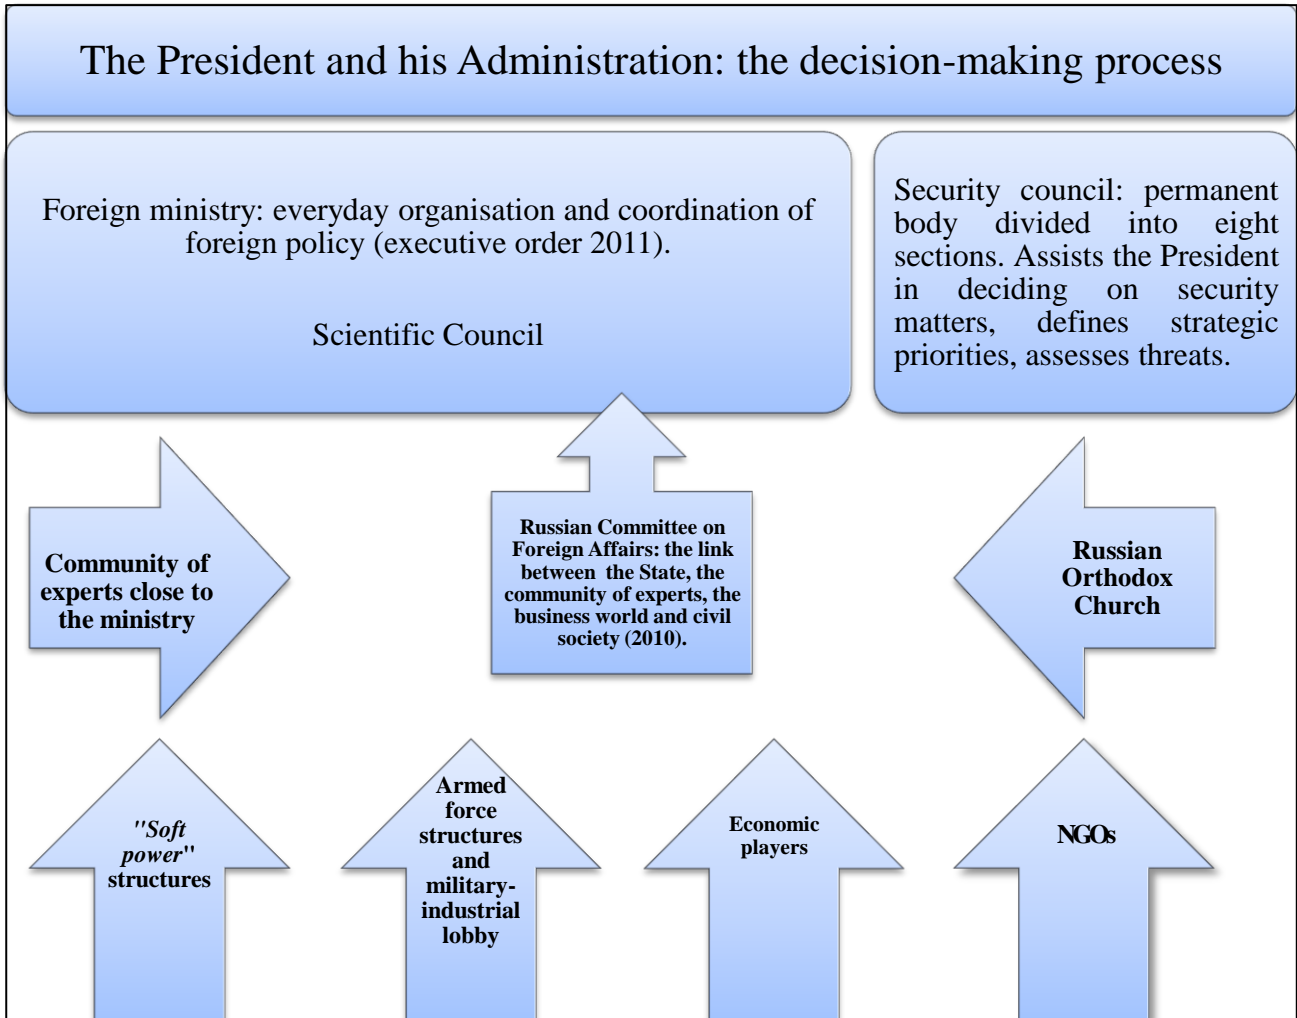 The President and his Administration: the decision-making process
Foreign ministry: everyday organisation and coordination of
foreign policy (executive order 2011).
Scientific Council
Security council: permanent
body divided into eight
sections. Assists the President
in deciding on security
matters, defines strategic
priorities, assesses threats.
Community of
experts close to
the ministry
Russian Committee on
Foreign Affairs: the link
between the State, the
community of experts, the
business world and civil
society (2010).
Russian
Orthodox
Church
"Soft
power"
structures
Armed
force
structures
and
military-
industrial
lobby
Economic
players
NGOs